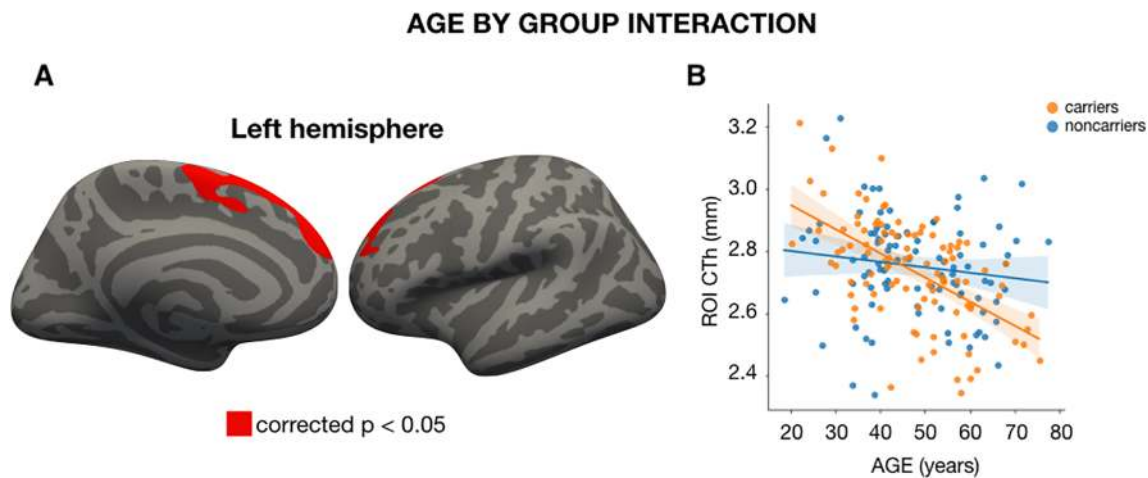 AGE BY GROUP INTERACTION
A
Left hemisphere
corrected p < 0.05
B
carriers
noncarriers
3.2
3.0
2.8
2.6
2.4
ROI CTh (mm)
20 30 40 50 60 70 80
AGE (years)